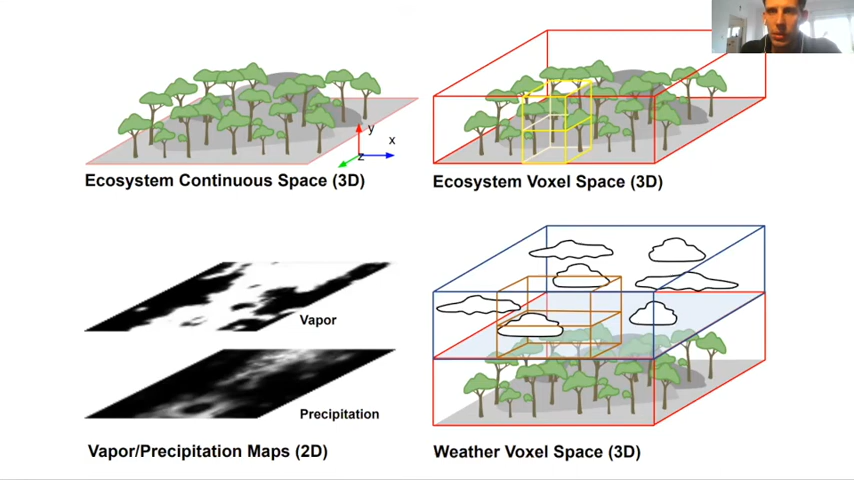 y
x
z
Ecosystem Continuous Space (3D)
Ecosystem Voxel Space (3D)
Vapor
Precipitation
Vapor/Precipitation Maps (2D)
Weather Voxel Space (3D)